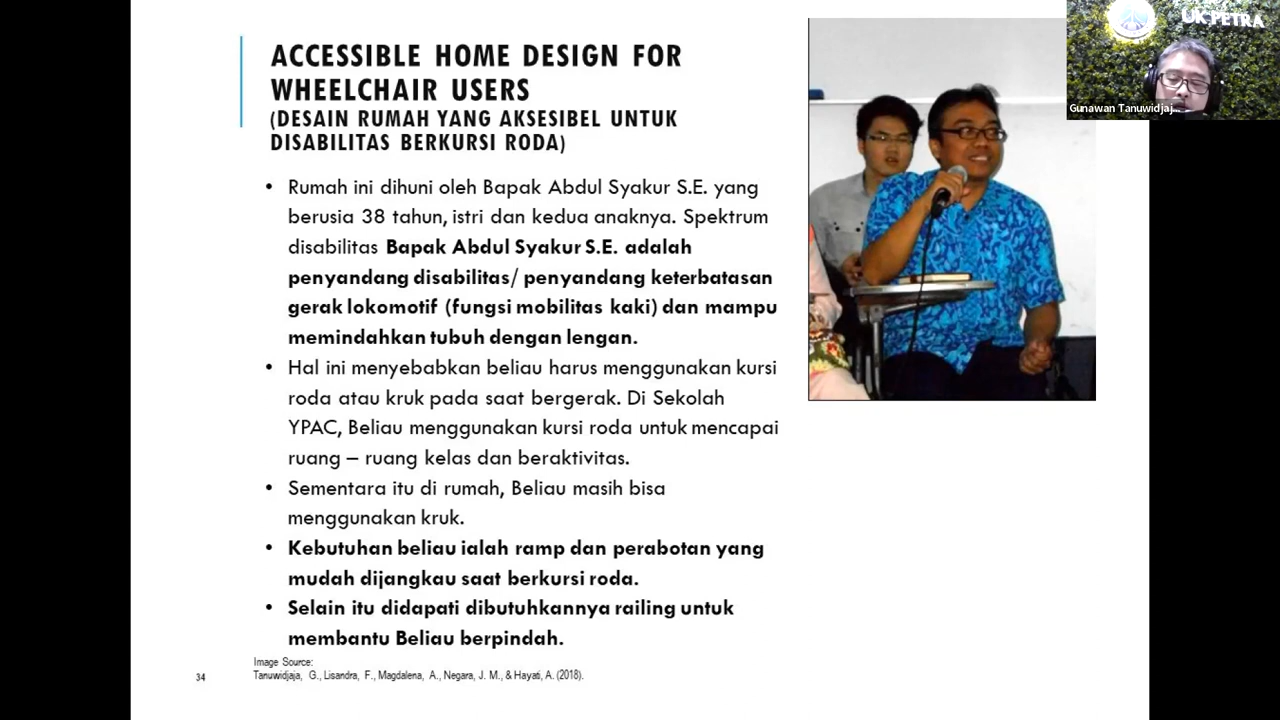 ACCESSIBLE HOME DESIGN FOR
WHEELCHAIR USERS
(DESAIN RUMAH YANG AKSESIBEL UNTUK
DISABILITAS BERKURSI RODA)
• Rumah ini dihuni oleh Bapak Abdul Syakur S.E. yang
berusia 38 tahun, istri dan kedua anaknya. Spektrum
disabilitas Bapak Abdul Syakur S.E. adalah
penyandang disabilitas/ penyandang keterbatasan
gerak lokomotif (fungsi mobilitas kaki) dan mampu
memindahkan tubuh dengan lengan.
• Hal ini menyebabkan beliau harus menggunakan kursi
roda atau kruk pada saat bergerak. Di Sekolah
YPAC, Beliau menggunakan kursi roda untuk mencapai
ruang – ruang kelas dan beraktivitas.
• Sementara itu di rumah, Beliau masih bisa
menggunakan kruk.
• Kebutuhan beliau ialah ramp dan perabotan yang
mudah dijangkau saat berkursi roda.
• Selain itu didapati dibutuhkannya railing untuk
membantu Beliau berpindah.
Image Source:
Tanuwidjaja, G., Lisandra, F., Magdalena, A., Negara, J. M., & Hayati, A. (2018).
34
UK PETRA
Gunawan Tanuwidjaj...